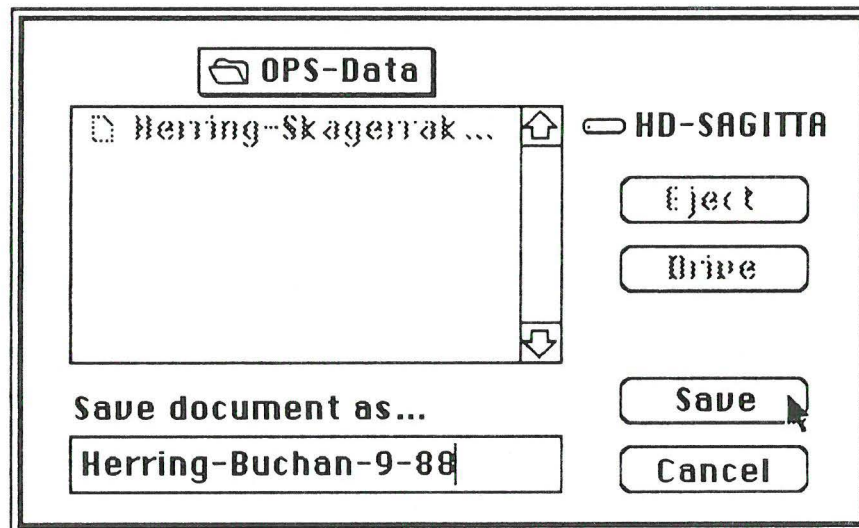 OPS-Data
Herring-Skagerrak...
HD-SAGITTA
Eject
Drive
Save document as...
Save
Herring-Buchan-9-88
Cancel